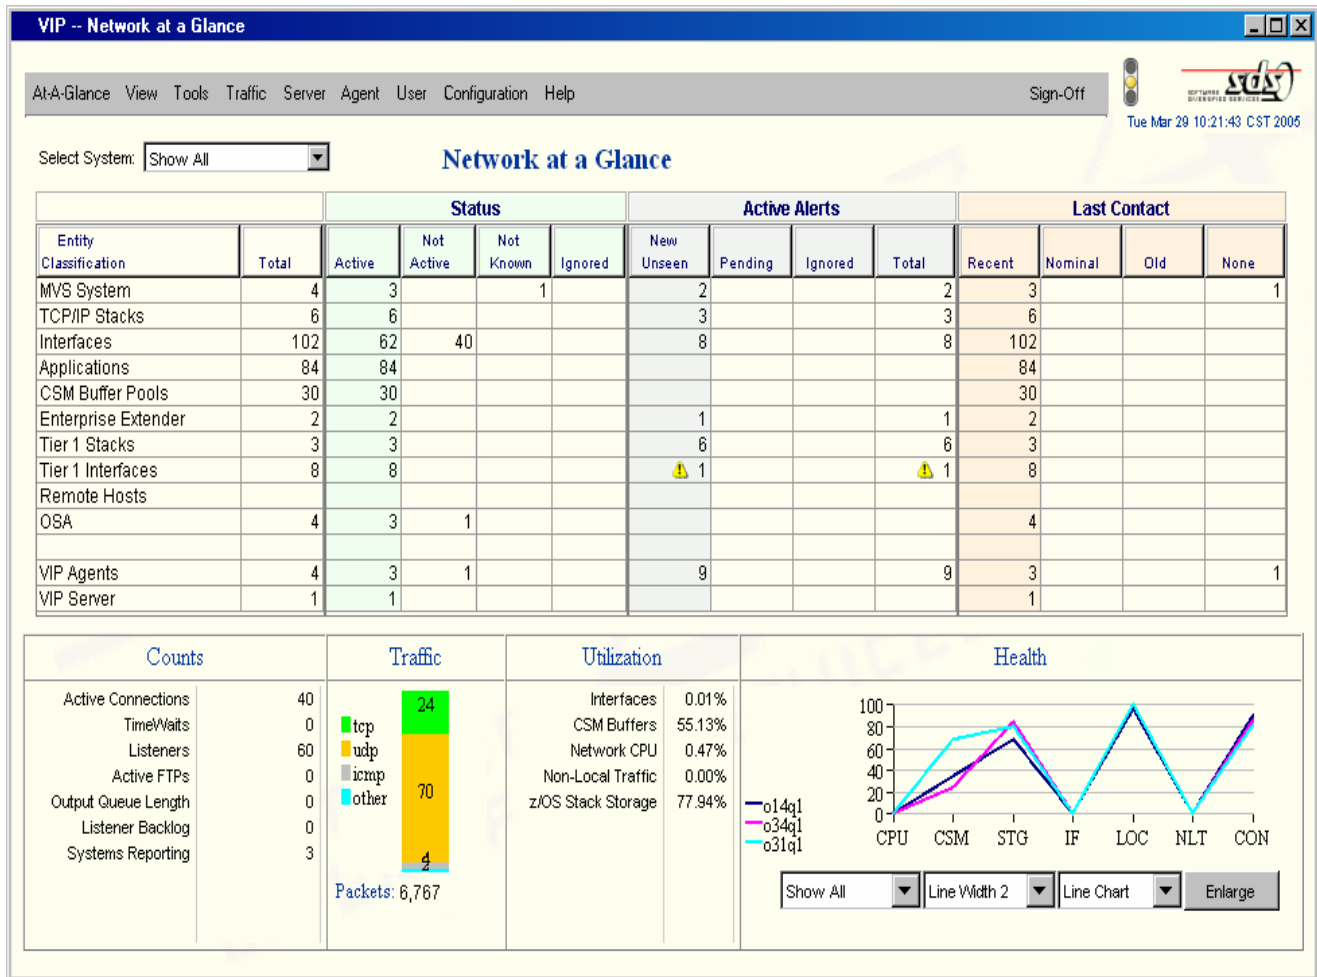 VIP -- Network at a Glance
At-A-Glance View Tools Traffic Server Agent User Configuration Help Sign-Off
sds
SOFTWARE
DIVERSIFIED SERVICES
Tue Mar 29 10:21:43 CST 2005
Select System: Show All Network at a Glance
Status Active Alerts Last Contact
Entity Classification Total Active Not Active Not Known Ignored New Unseen Pending Ignored Total Recent Nominal Old None
MVS System 4 3 1 2 2 3 1
TCP/IP Stacks 6 6 3 3 6
Interfaces 102 62 40 8 8 102
Applications 84 84 84
CSM Buffer Pools 30 30 30
Enterprise Extender 2 2 1 1 2
Tier 1 Stacks 3 3 6 6 3
Tier 1 Interfaces 8 8 1 1 8
Remote Hosts
OSA 4 3 1 4
VIP Agents 4 3 1 9 9 3 1
VIP Server 1 1 1
Counts Traffic Utilization Health
Active Connections 40
TimeWaits 0
Listeners 60
Active FTPs 0
Output Queue Length 0
Listener Backlog 0
Systems Reporting 3
tcp
udp
icmp
other
24
70
4
2
Packets: 6,767
Interfaces 0.01%
CSM Buffers 55.13%
Network CPU 0.47%
Non-Local Traffic 0.00%
z/OS Stack Storage 77.94%
100
80
60
40
20
0
o14q1
o34q1
o31q1
CPU CSM STG IF LOC NLT CON
Show All Line Width 2 Line Chart Enlarge